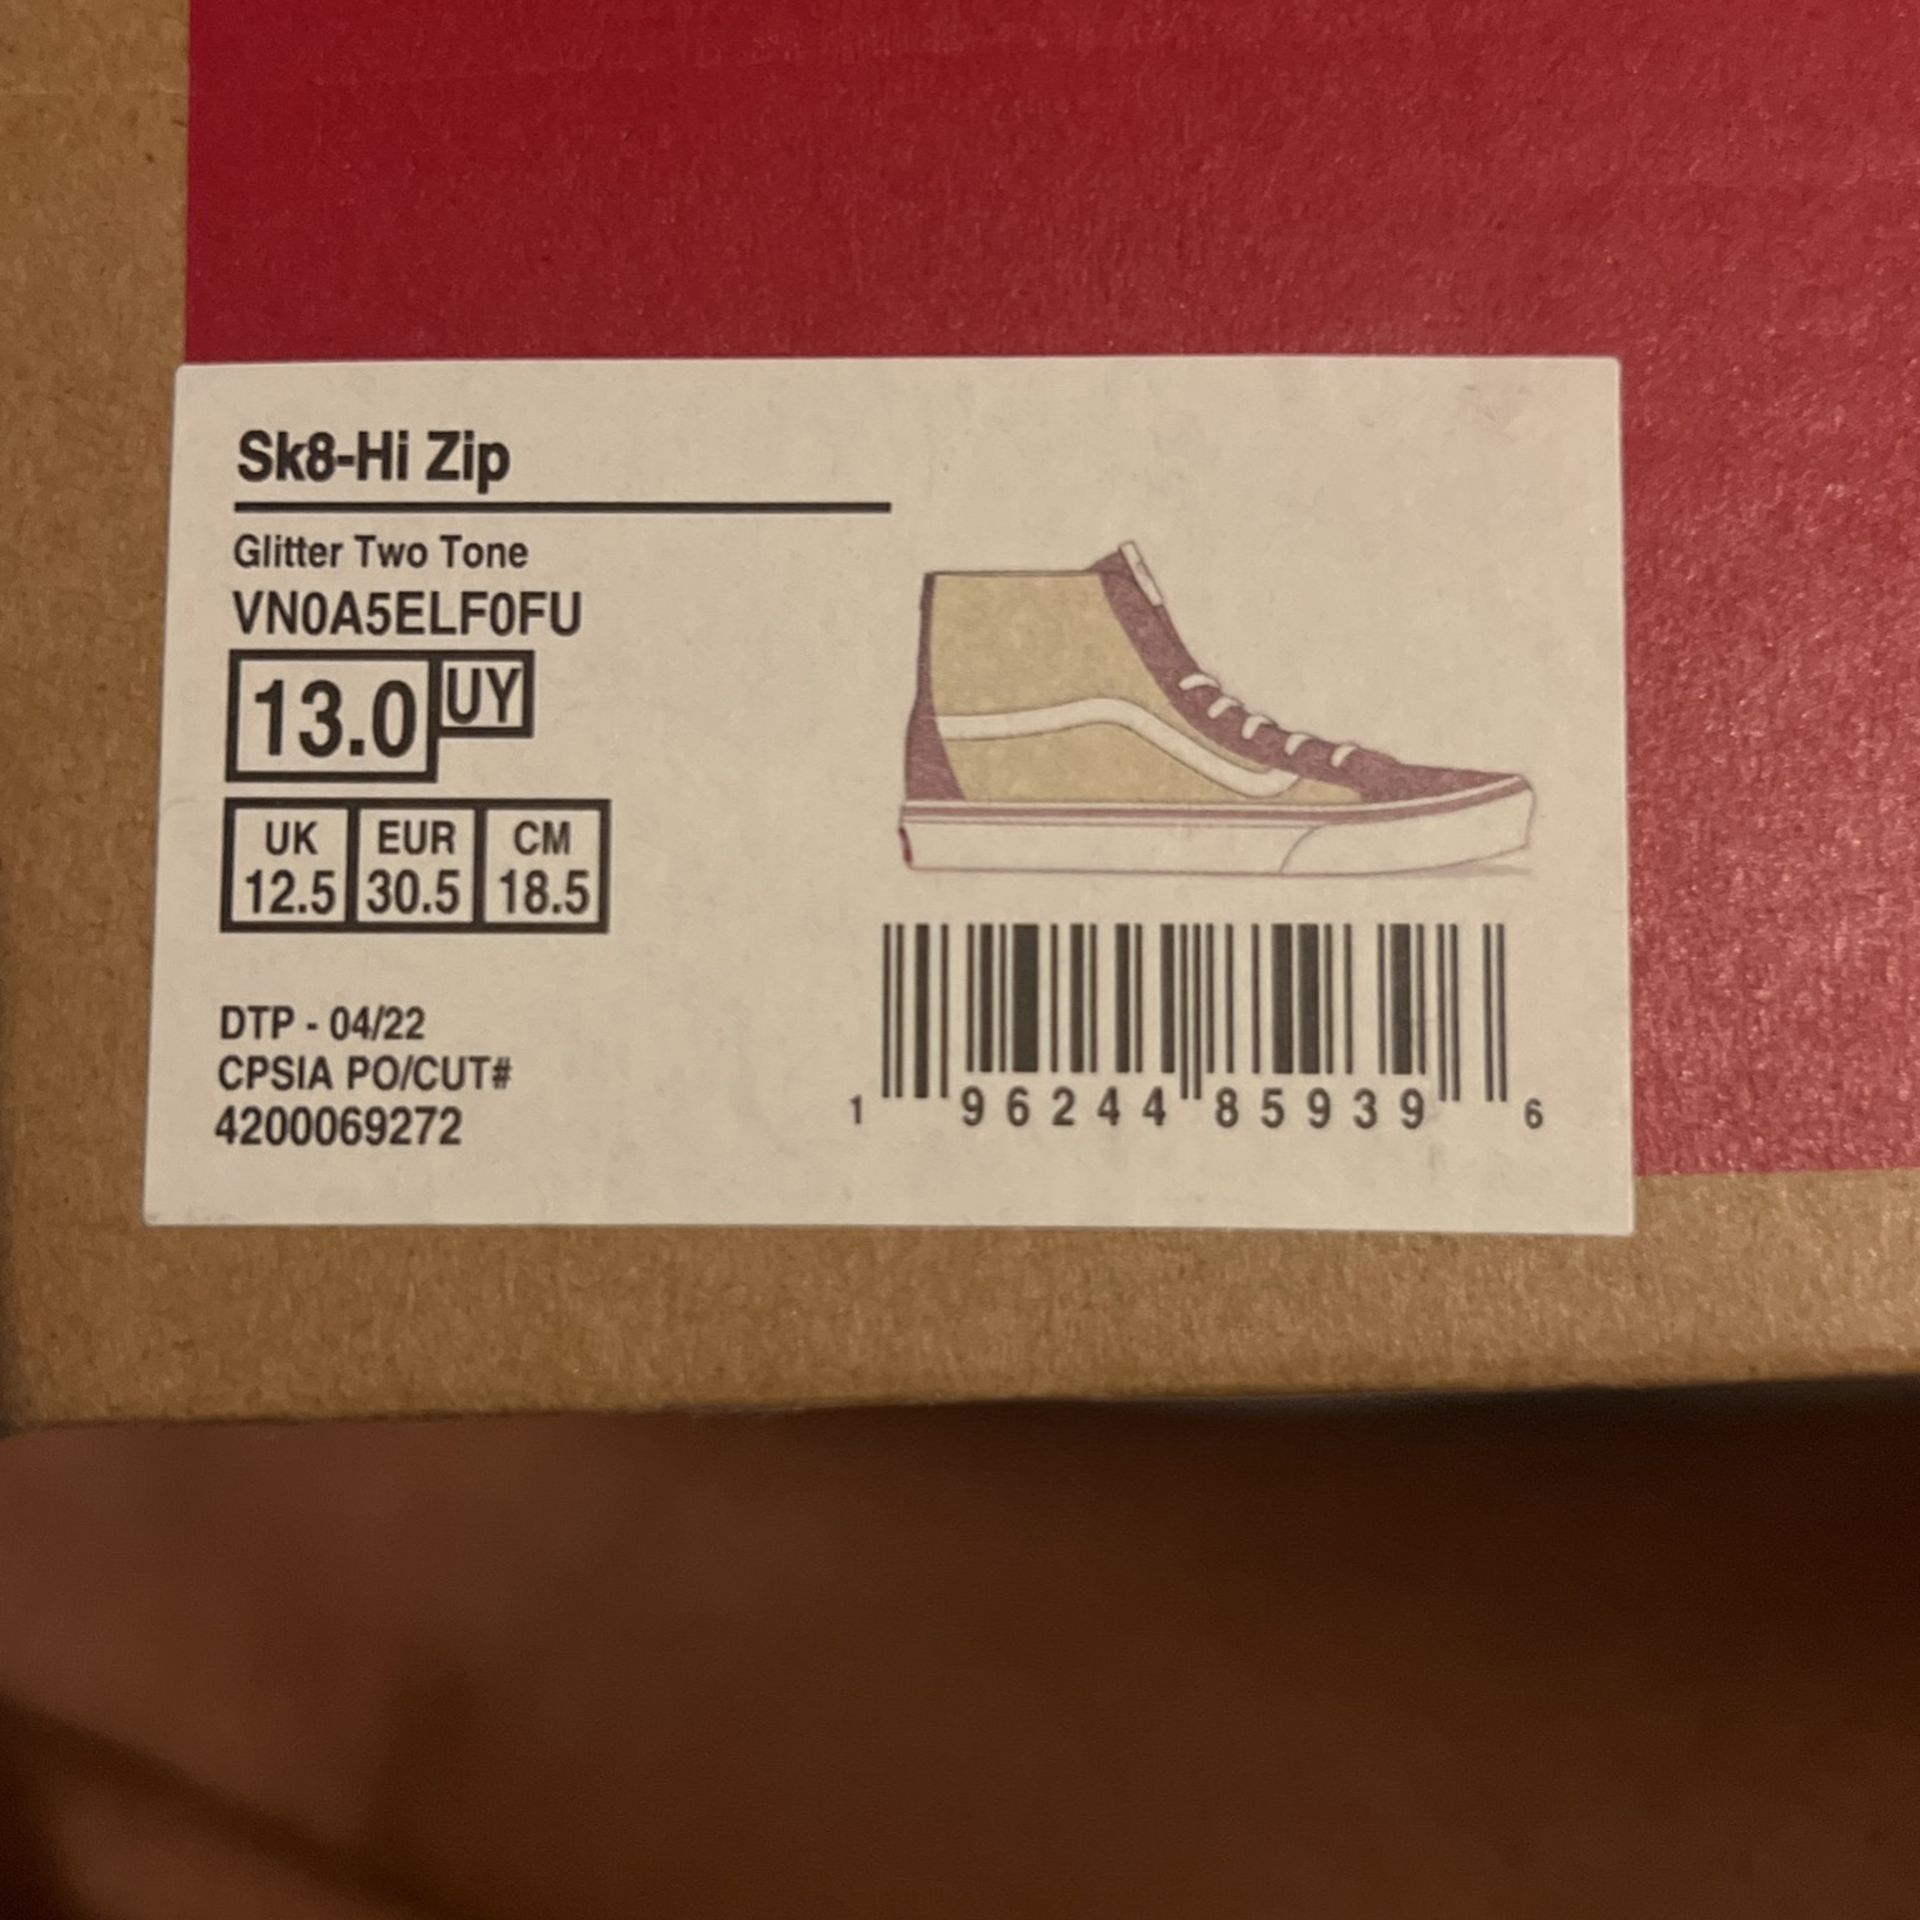 Sk8-Hi Zip
Glitter Two Tone
VN0A5ELF0FU
13.0 UY
UK EUR CM
12.5 30.5 18.5
DTP - 04/22
CPSIA PO/CUT#
4200069272
1 96244 85939 6